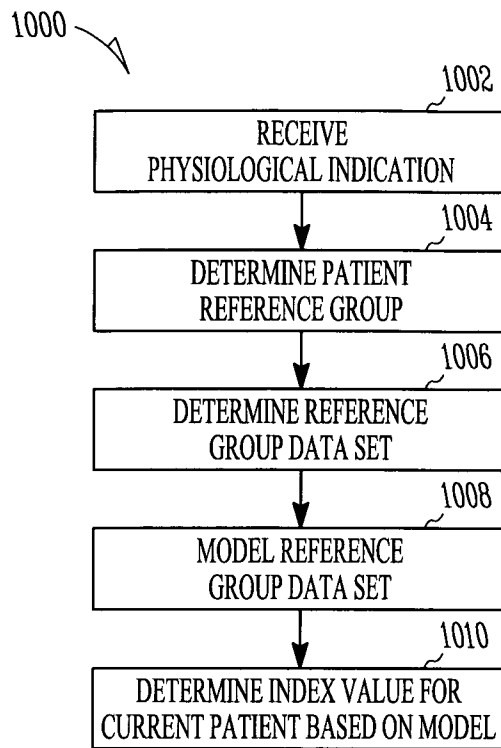 1000
1002
RECEIVE
PHYSIOLOGICAL INDICATION
1004
DETERMINE PATIENT
REFERENCE GROUP
1006
DETERMINE REFERENCE
GROUP DATA SET
1008
MODEL REFERENCE
GROUP DATA SET
1010
DETERMINE INDEX VALUE FOR
CURRENT PATIENT BASED ON MODEL